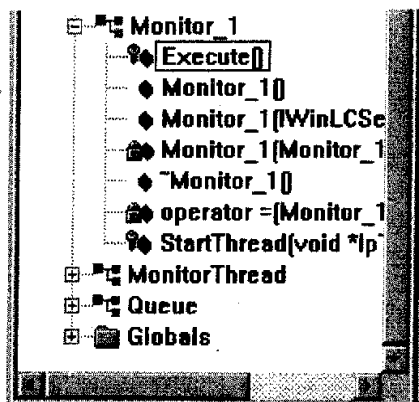 Monitor_1
Execute()
Monitor_1()
Monitor_1(IWinLCSe
Monitor_1(Monitor_1
~Monitor_1()
operator =(Monitor_1
StartThread(void *lp
MonitorThread
Queue
Globals